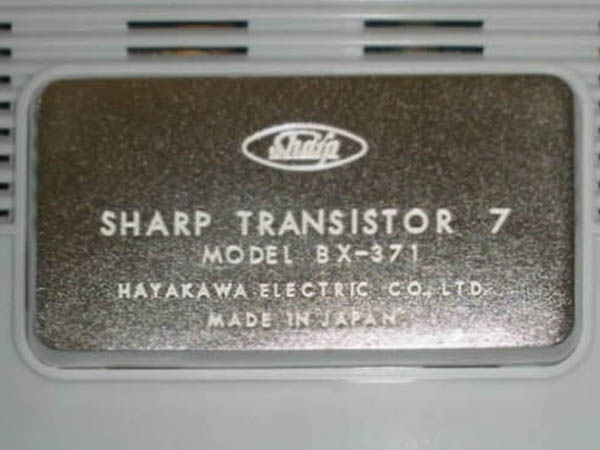 Sharp
SHARP TRANSISTOR 7
MODEL BX-371
HAYAKAWA ELECTRIC CO., LTD.
MADE IN JAPAN